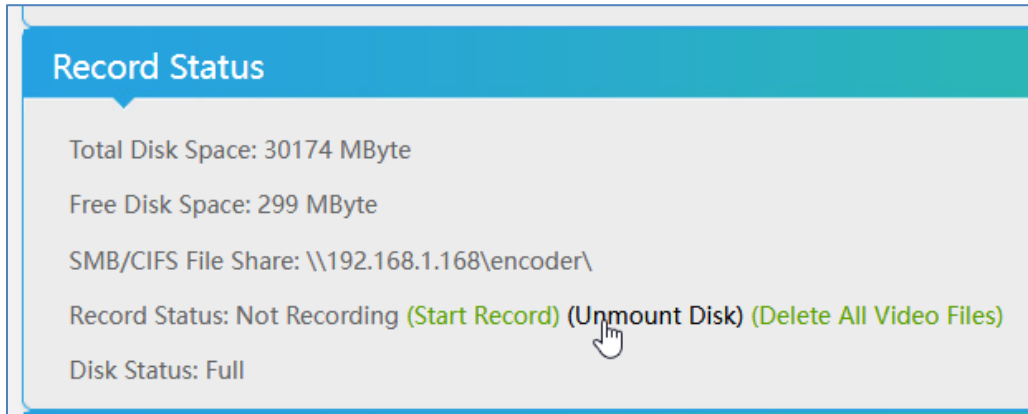 Record Status
Total Disk Space: 30174 MByte
Free Disk Space: 299 MByte
SMB/CIFS File Share: \\192.168.1.168\encoder\
Record Status: Not Recording (Start Record) (Unmount Disk) (Delete All Video Files)
Disk Status: Full